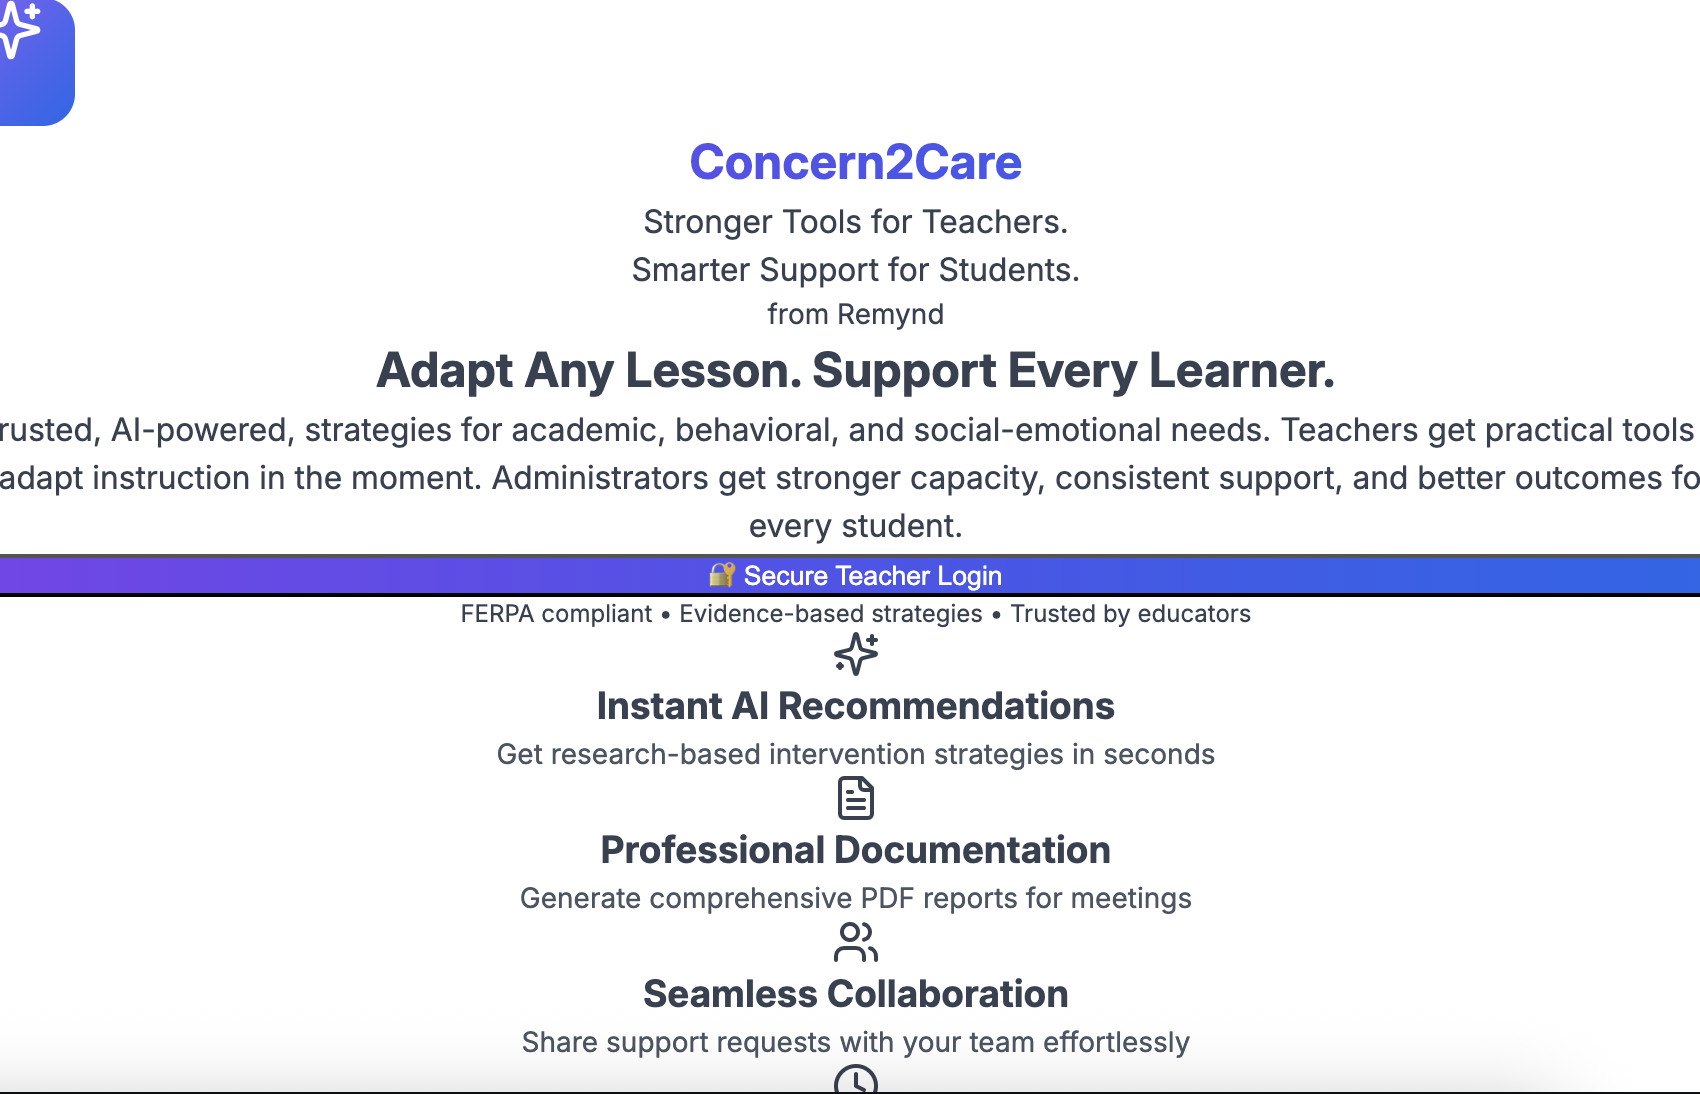 Concern2Care
Stronger Tools for Teachers.
Smarter Support for Students.
from Remynd
Adapt Any Lesson. Support Every Learner.
rusted, AI-powered, strategies for academic, behavioral, and social-emotional needs. Teachers get practical tools
adapt instruction in the moment. Administrators get stronger capacity, consistent support, and better outcomes fo
every student.
🔐 Secure Teacher Login
FERPA compliant • Evidence-based strategies • Trusted by educators
Instant AI Recommendations
Get research-based intervention strategies in seconds
Professional Documentation
Generate comprehensive PDF reports for meetings
Seamless Collaboration
Share support requests with your team effortlessly